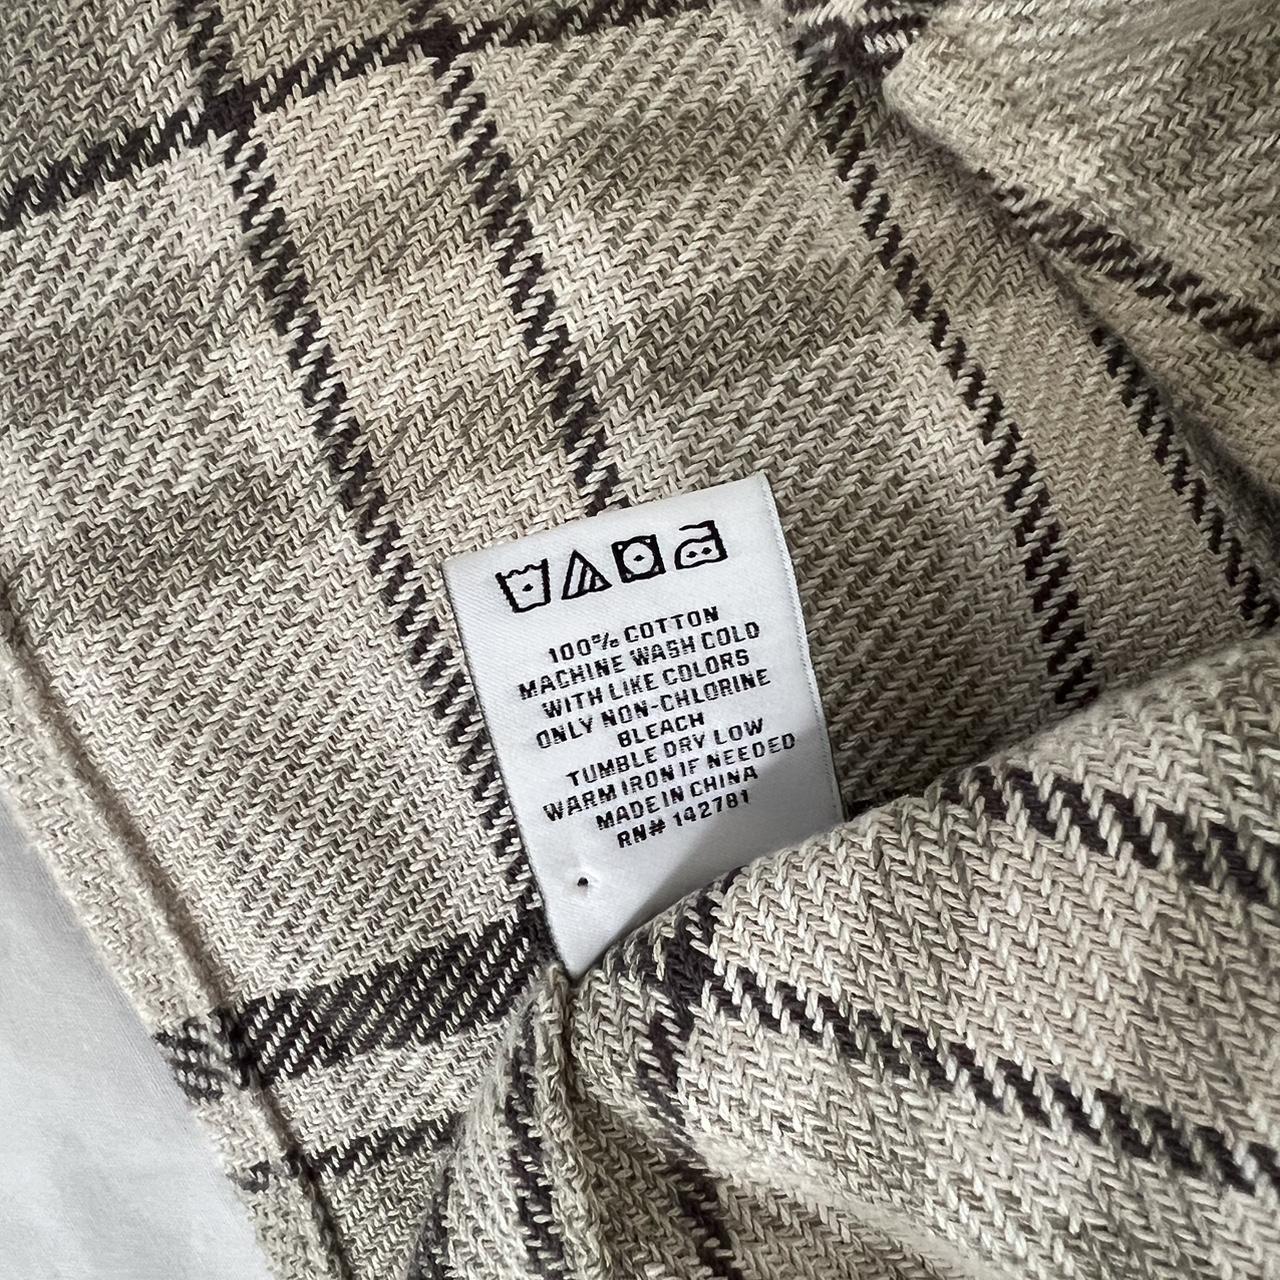 100% COTTON
MACHINE WASH COLD
WITH LIKE COLORS
ONLY NON-CHLORINE
BLEACH
TUMBLE DRY LOW
WARM IRON IF NEEDED
MADE IN CHINA
RN# 142781